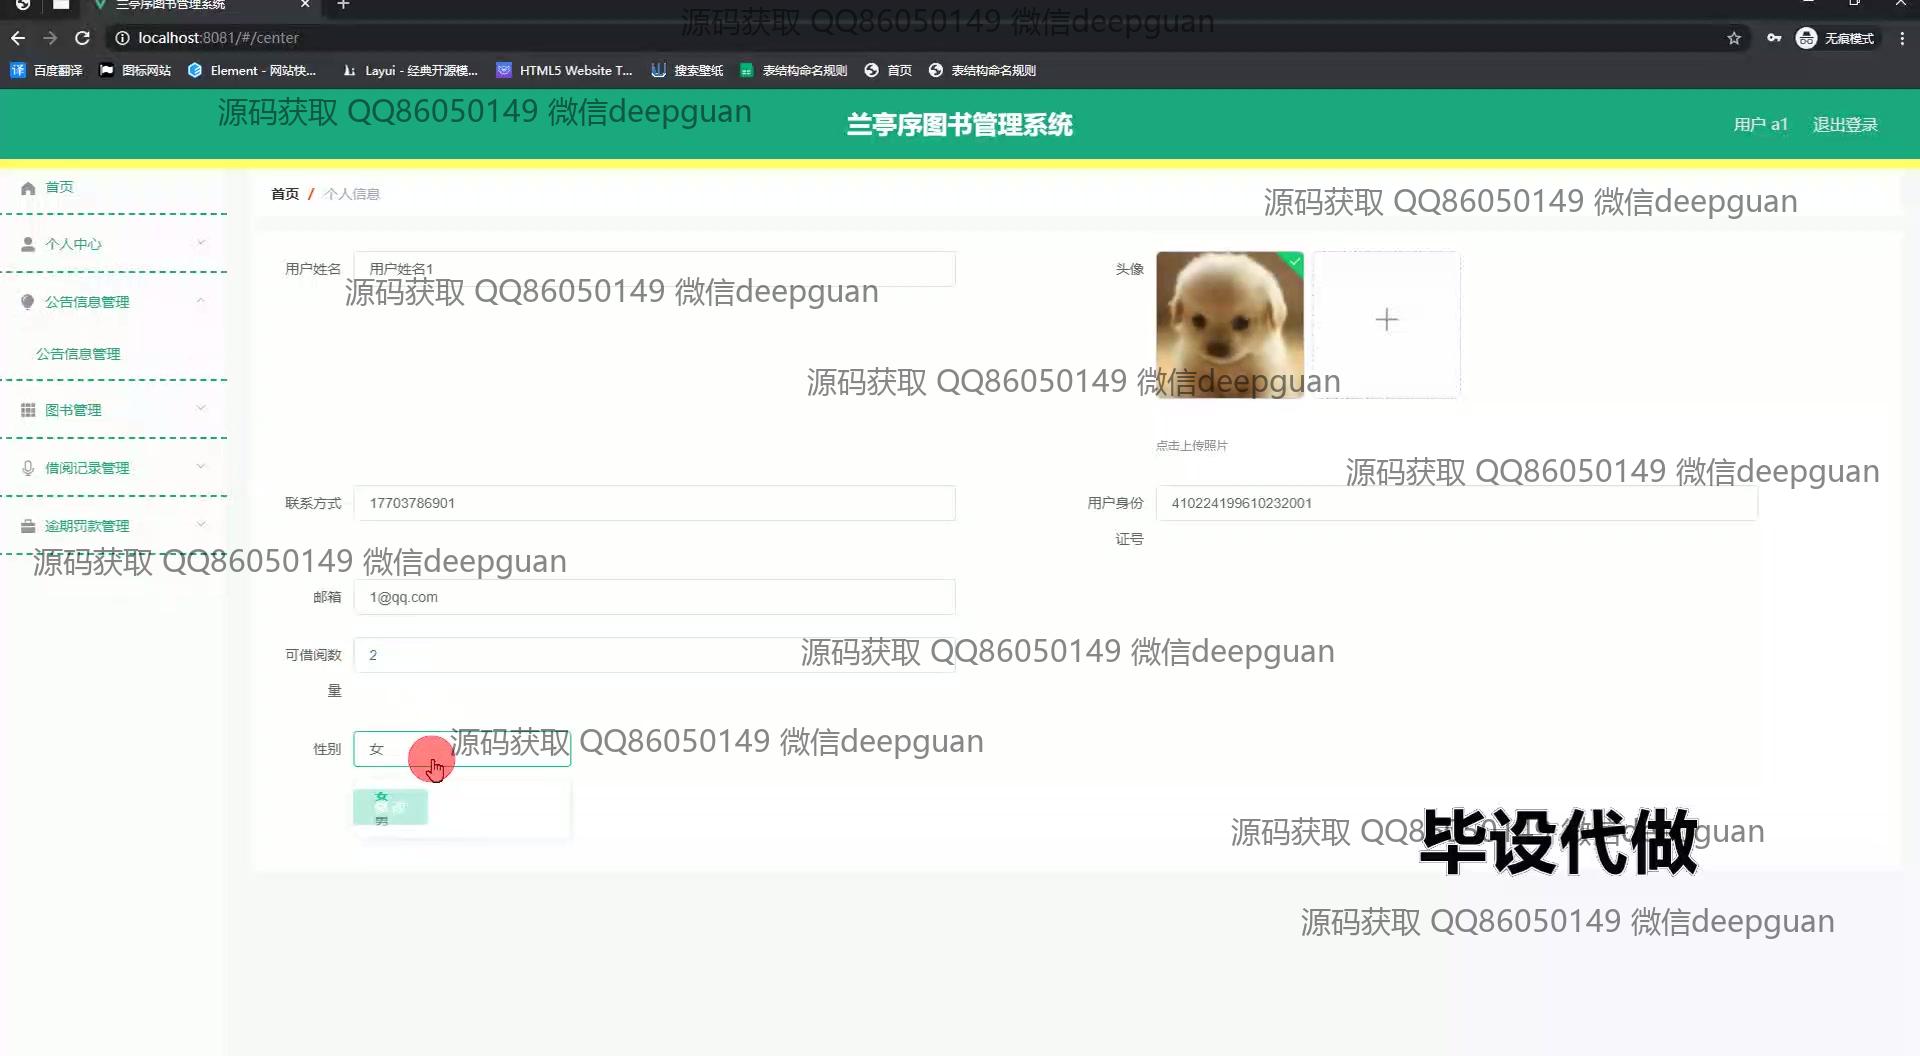 兰亭序图书管理系统
localhost:8081/#/center
无痕模式
源码获取 QQ86050149 微信deepguan
百度翻译
图标网站
Element - 网站快...
Layui - 经典开源模...
HTML5 Website T...
搜索壁纸
表结构命名规则
首页
表结构命名规则
源码获取 QQ86050149 微信deepguan
兰亭序图书管理系统
用户 a1
退出登录
首页
首页 / 个人信息
源码获取 QQ86050149 微信deepguan
个人中心
用户姓名
用户姓名1
头像
源码获取 QQ86050149 微信deepguan
公告信息管理
公告信息管理
源码获取 QQ86050149 微信deepguan
图书管理
点击上传照片
借阅记录管理
源码获取 QQ86050149 微信deepguan
联系方式
17703786901
用户身份
证号
410224199610232001
逾期罚款管理
源码获取 QQ86050149 微信deepguan
邮箱
1@qq.com
可借阅数
量
2
源码获取 QQ86050149 微信deepguan
性别
女
源码获取 QQ86050149 微信deepguan
女
男
毕设代做
源码获取 QQ86050149 微信deepguan